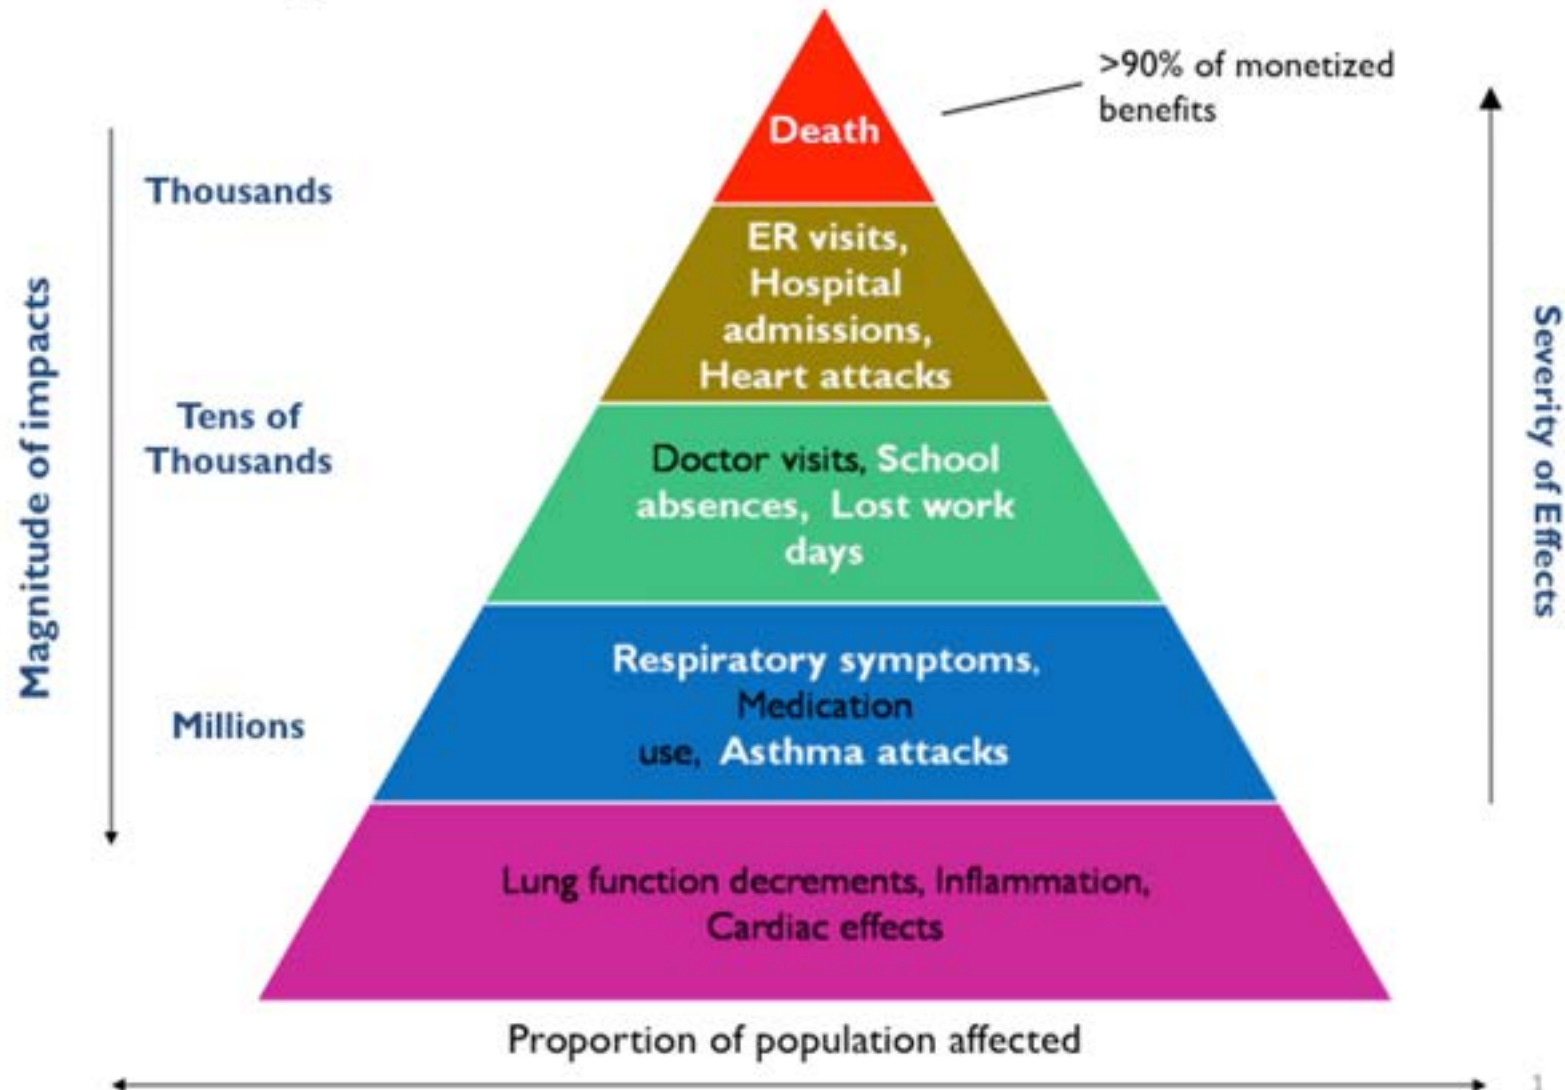 >90% of monetized
benefits
Death
Thousands
ER visits,
Hospital
admissions,
Heart attacks
Magnitude of impacts
Severity of Effects
Tens of
Thousands
Doctor visits, School
absences, Lost work
days
Respiratory symptoms,
Medication
use, Asthma attacks
Millions
Lung function decrements, Inflammation,
Cardiac effects
Proportion of population affected
1